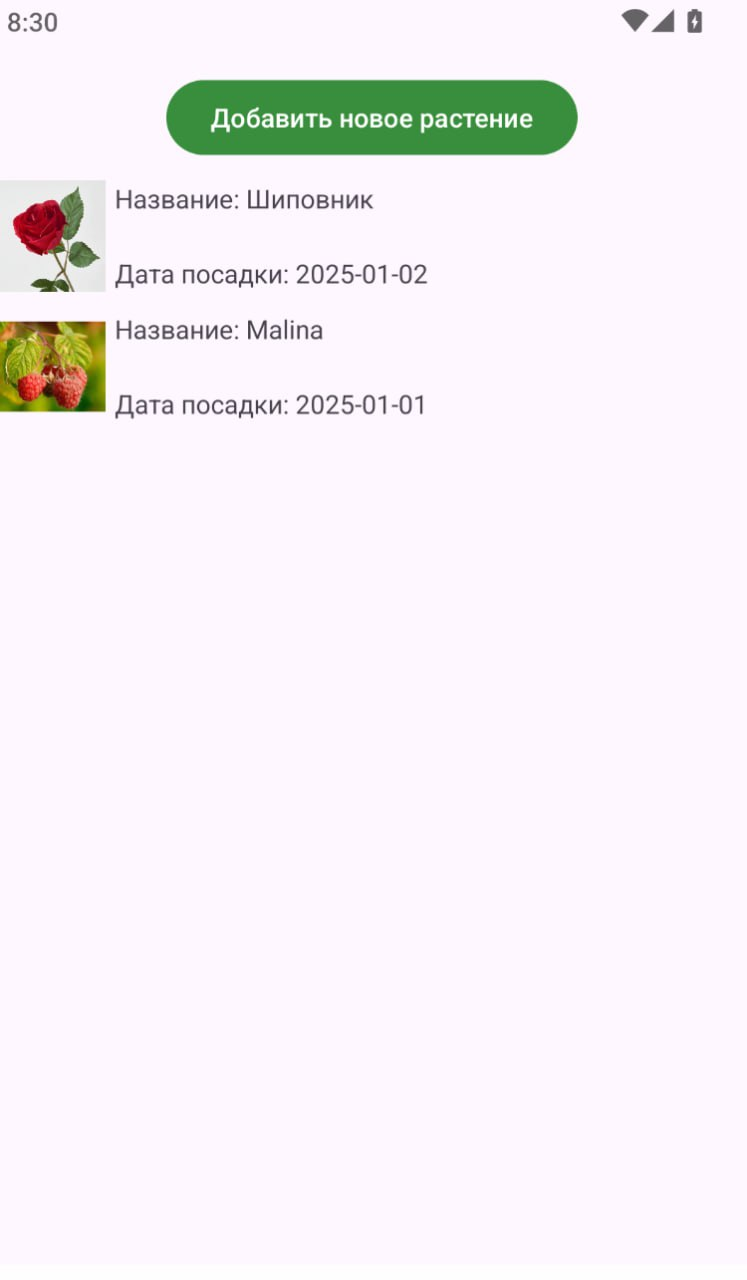 8:30
Добавить новое растение
Название: Шиповник
Дата посадки: 2025-01-02
Название: Malina
Дата посадки: 2025-01-01